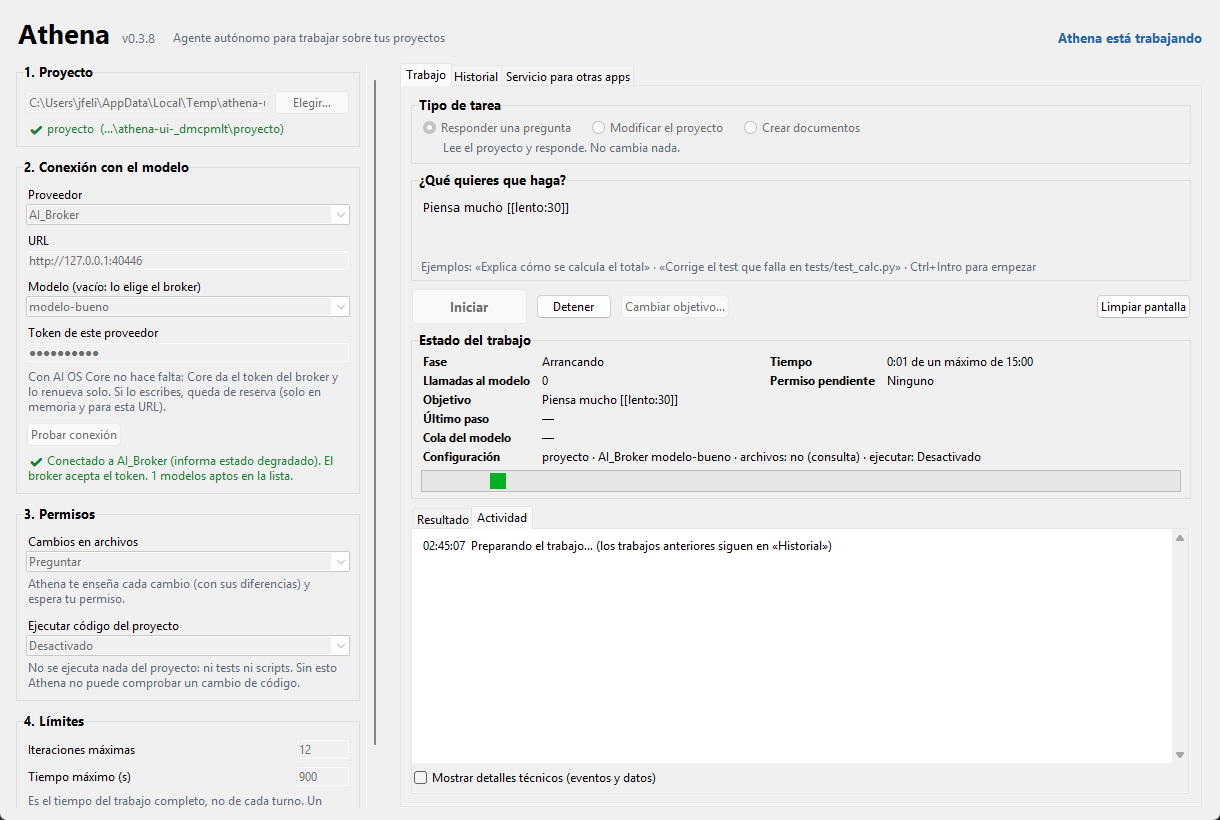 Athena v0.3.8 Agente autónomo para trabajar sobre tus proyectos
Athena está trabajando
1. Proyecto
C:\Users\jfeli\AppData\Local\Temp\athena-
Elegir...
proyecto (...\athena-ui-_dmcpmlt\proyecto)
2. Conexión con el modelo
Proveedor
AI_Broker
URL
http://127.0.0.1:40446
Modelo (vacío: lo elige el broker)
modelo-bueno
Token de este proveedor
●●●●●●●●●●
Con AI OS Core no hace falta: Core da el token del broker y
lo renueva solo. Si lo escribes, queda de reserva (solo en
memoria y para esta URL).
Probar conexión
Conectado a AI_Broker (informa estado degradado). El
broker acepta el token. 1 modelos aptos en la lista.
3. Permisos
Cambios en archivos
Preguntar
Athena te enseña cada cambio (con sus diferencias) y
espera tu permiso.
Ejecutar código del proyecto
Desactivado
No se ejecuta nada del proyecto: ni tests ni scripts. Sin esto
Athena no puede comprobar un cambio de código.
4. Límites
Iteraciones máximas 12
Tiempo máximo (s) 900
Es el tiempo del trabajo completo, no de cada turno. Un
Trabajo Historial Servicio para otras apps
Tipo de tarea
Responder una pregunta Modificar el proyecto Crear documentos
Lee el proyecto y responde. No cambia nada.
¿Qué quieres que haga?
Piensa mucho [[lento:30]]
Ejemplos: «Explica cómo se calcula el total» · «Corrige el test que falla en tests/test_calc.py» · Ctrl+Intro para empezar
Iniciar Detener Cambiar objetivo... Limpiar pantalla
Estado del trabajo
Fase Arrancando Tiempo 0:01 de un máximo de 15:00
Llamadas al modelo 0 Permiso pendiente Ninguno
Objetivo Piensa mucho [[lento:30]]
Último paso —
Cola del modelo —
Configuración proyecto · AI_Broker modelo-bueno · archivos: no (consulta) · ejecutar: Desactivado
Resultado Actividad
02:45:07 Preparando el trabajo... (los trabajos anteriores siguen en «Historial»)
Mostrar detalles técnicos (eventos y datos)